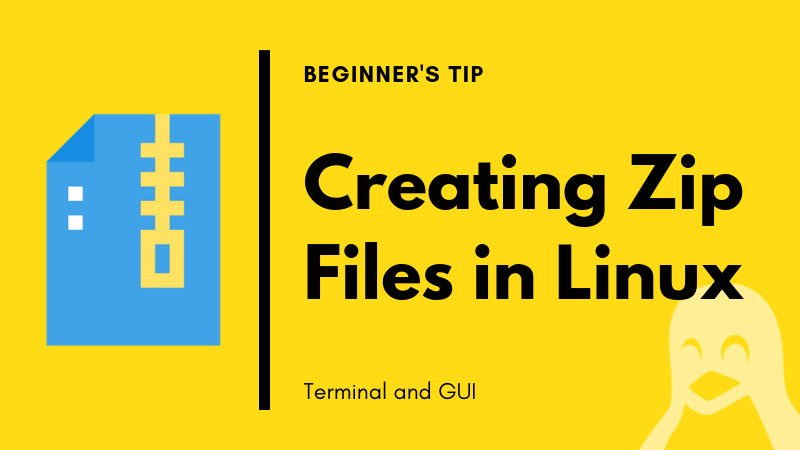 BEGINNER'S TIP
Creating Zip
Files in Linux
Terminal and GUI